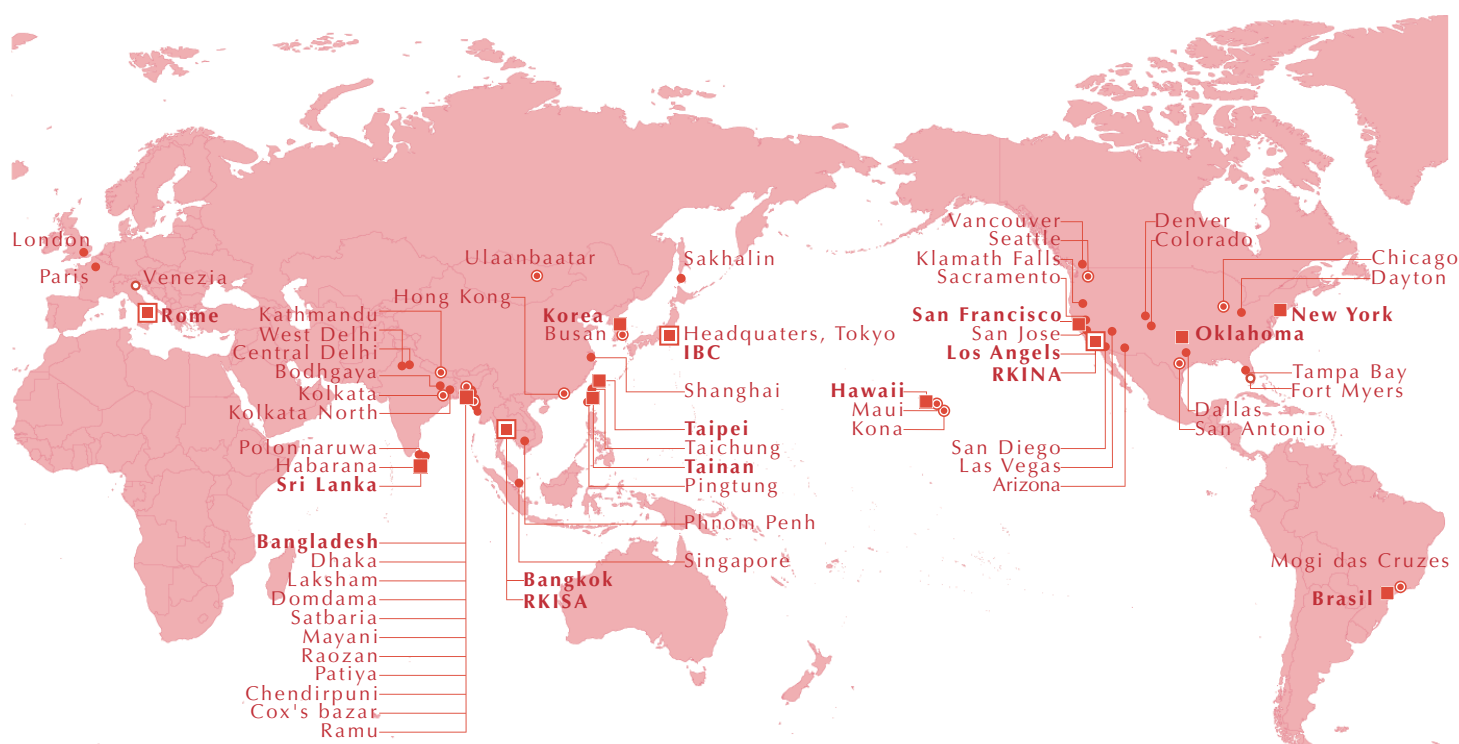 London
Paris
Venezia
Rome
Ulaanbaatar
Hong Kong
Sakhalin
Korea
Busan
Headquaters, Tokyo
IBC
Kathmandu
West Delhi
Central Delhi
Bodhgaya
Kolkata
Kolkata North
Polonnaruwa
Habarana
Sri Lanka
Bangladesh
Dhaka
Laksham
Domdama
Satbaria
Mayani
Raozan
Patiya
Chendirpuni
Cox's bazar
Ramu
Shanghai
Taipei
Taichung
Tainan
Pingtung
Phnom Penh
Singapore
Bangkok
RKISA
Hawaii
Maui
Kona
Vancouver
Seattle
Klamath Falls
Sacramento
San Francisco
San Jose
Los Angels
RKINA
San Diego
Las Vegas
Arizona
Denver
Colorado
Chicago
Dayton
New York
Oklahoma
Tampa Bay
Fort Myers
Dallas
San Antonio
Mogi das Cruzes
Brasil